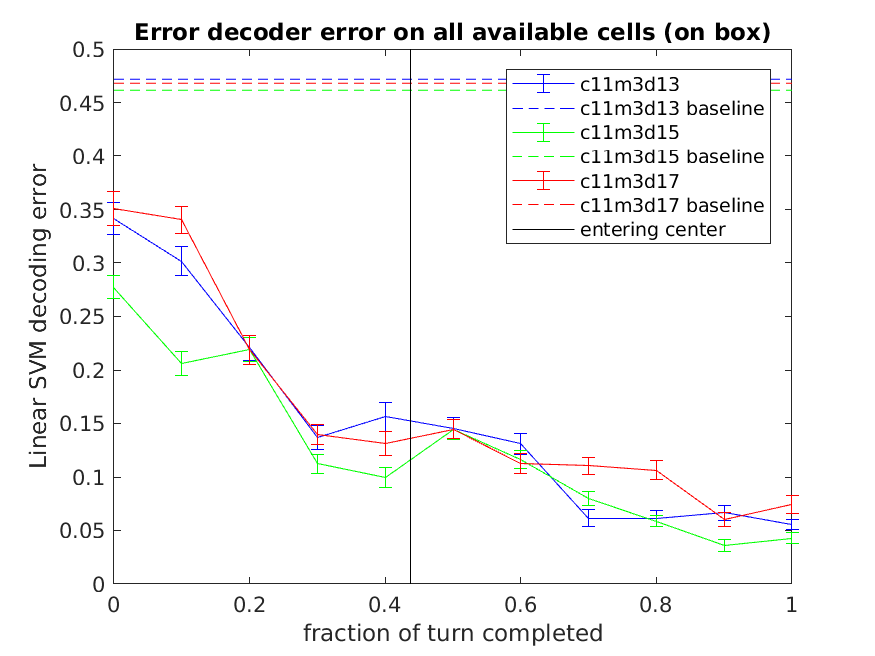 Error decoder error on all available cells (on box)
Linear SVM decoding error
0.5
0.45
0.4
0.35
0.3
0.25
0.2
0.15
0.1
0.05
0
c11m3d13
c11m3d13 baseline
c11m3d15
c11m3d15 baseline
c11m3d17
c11m3d17 baseline
entering center
0 0.2 0.4 0.6 0.8 1
fraction of turn completed